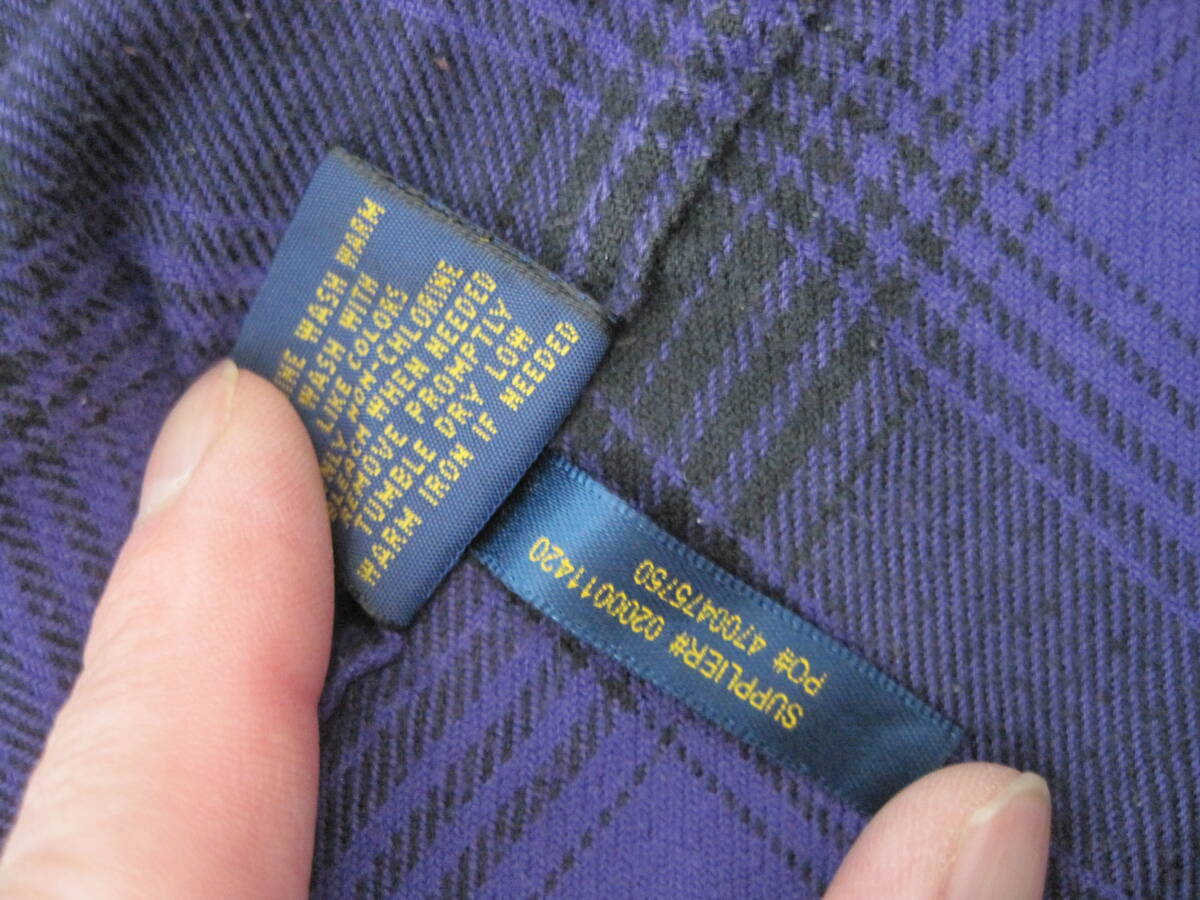 WASH WARM
WASH WITH
LIKE COLORS
NON-CHLORINE
WHEN NEEDED
PROMPTLY
TUMBLE DRY LOW
WARM IRON IF NEEDED
SUPPLIER# 0200011420
PO# 4700475750